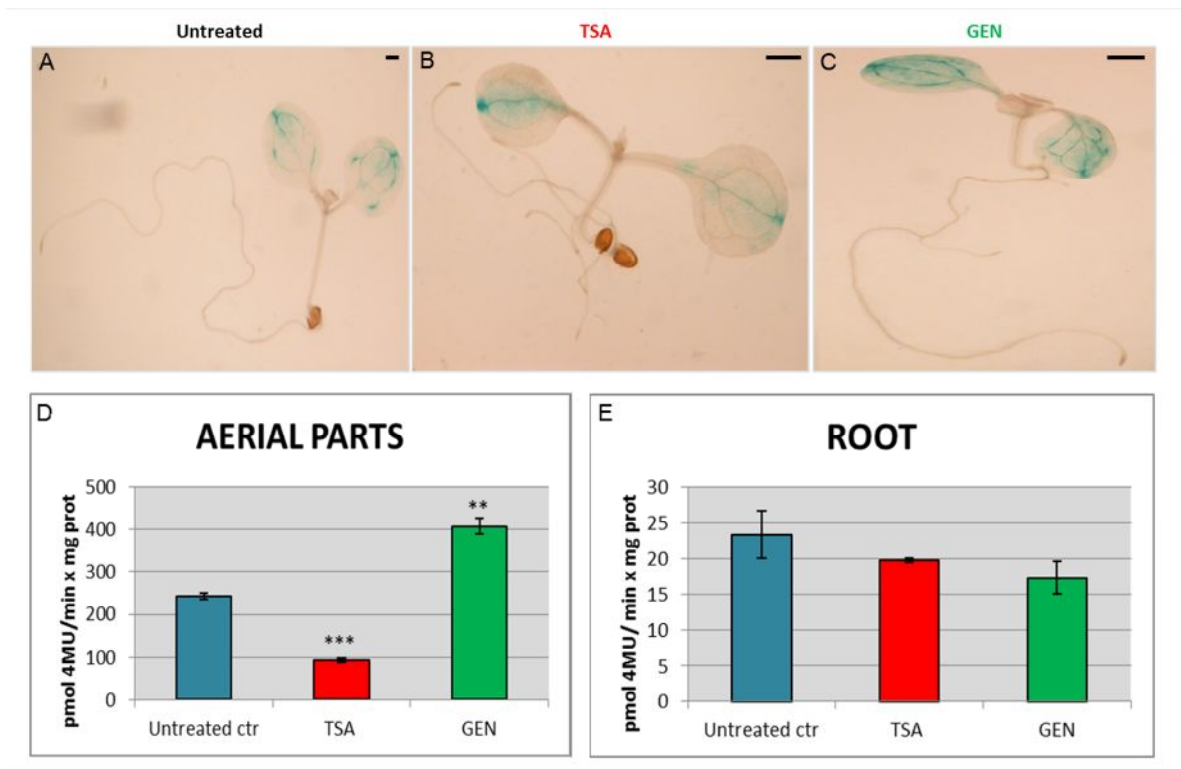 Untreated
TSA
GEN
A
B
C
D
AERIAL PARTS
pmol 4MU/min x mg prot
500
400
300
200
100
0
***
**
Untreated ctr
TSA
GEN
E
ROOT
pmol 4MU/ min x mg prot
30
25
20
15
10
5
0
Untreated ctr
TSA
GEN